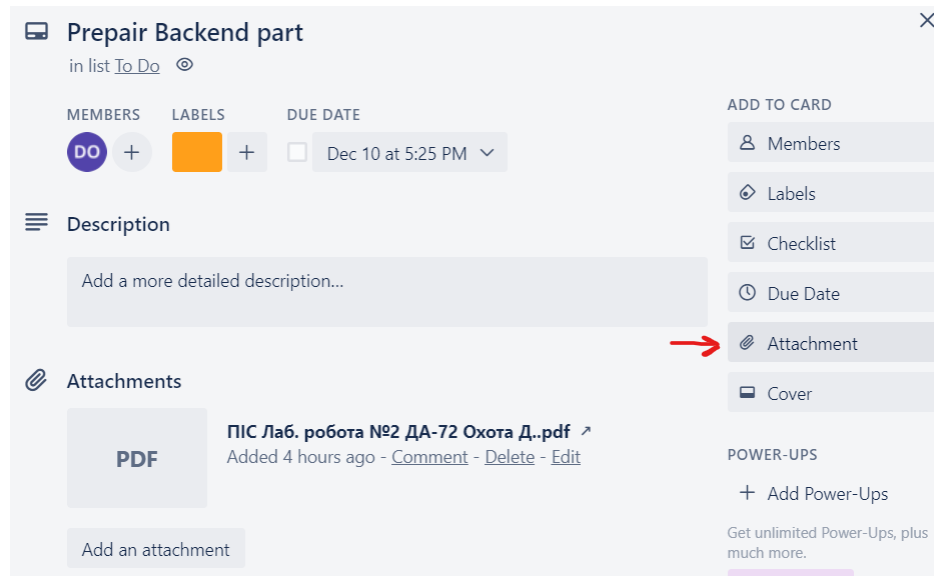 Prepair Backend part
in list To Do
MEMBERS LABELS DUE DATE
DO + + Dec 10 at 5:25 PM
Description
Add a more detailed description...
Attachments
PDF
ПІС Лаб. робота №2 ДА-72 Охота Д..pdf ↗
Added 4 hours ago - Comment - Delete - Edit
Add an attachment
ADD TO CARD
Members
Labels
Checklist
Due Date
Attachment
Cover
POWER-UPS
+ Add Power-Ups
Get unlimited Power-Ups, plus
much more.